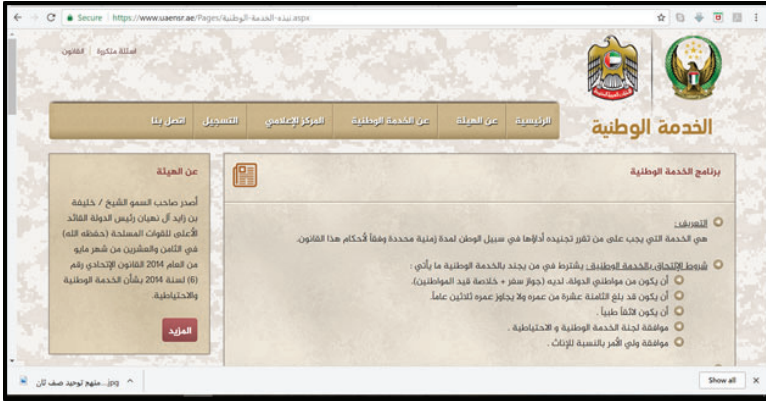 Secure | https://www.uaensr.ae/Pages/نبذه-الخدمة-الوطنية.aspx
اسئلة متكررة | القانون
الخدمة الوطنية
الرئيسية عن الهيئة عن الخدمة الوطنية المركز الإعلامي التسجيل اتصل بنا
برنامج الخدمة الوطنية
التعريف :
هي الخدمة التي يجب على من تقرر تجنيده أداؤها في سبيل الوطن لمدة زمنية محددة وفقاً لأحكام هذا القانون.
شروط الإلتحاق بالخدمة الوطنية : يشترط في من يجند بالخدمة الوطنية ما يأتي :
أن يكون من مواطني الدولة. لديه (جواز سفر + خلاصة قيد المواطنين).
أن يكون قد بلغ الثامنة عشرة من عمره ولا يجاوز عمره ثلاثين عاماً.
أن يكون لائقاً طبياً .
موافقة لجنة الخدمة الوطنية و الاحتياطية .
موافقة ولي الأمر بالنسبة للإناث .
عن الهيئة
أصدر صاحب السمو الشيخ / خليفة
بن زايد آل نهيان رئيس الدولة القائد
الأعلى للقوات المسلحة (حفظه الله)
في الثامن والعشرين من شهر مايو
من العام 2014 القانون الإتحادي رقم
(6) لسنة 2014 بشأن الخدمة الوطنية
والاحتياطية.
المزيد
منهج توحيد صف ثان....jpg
Show all